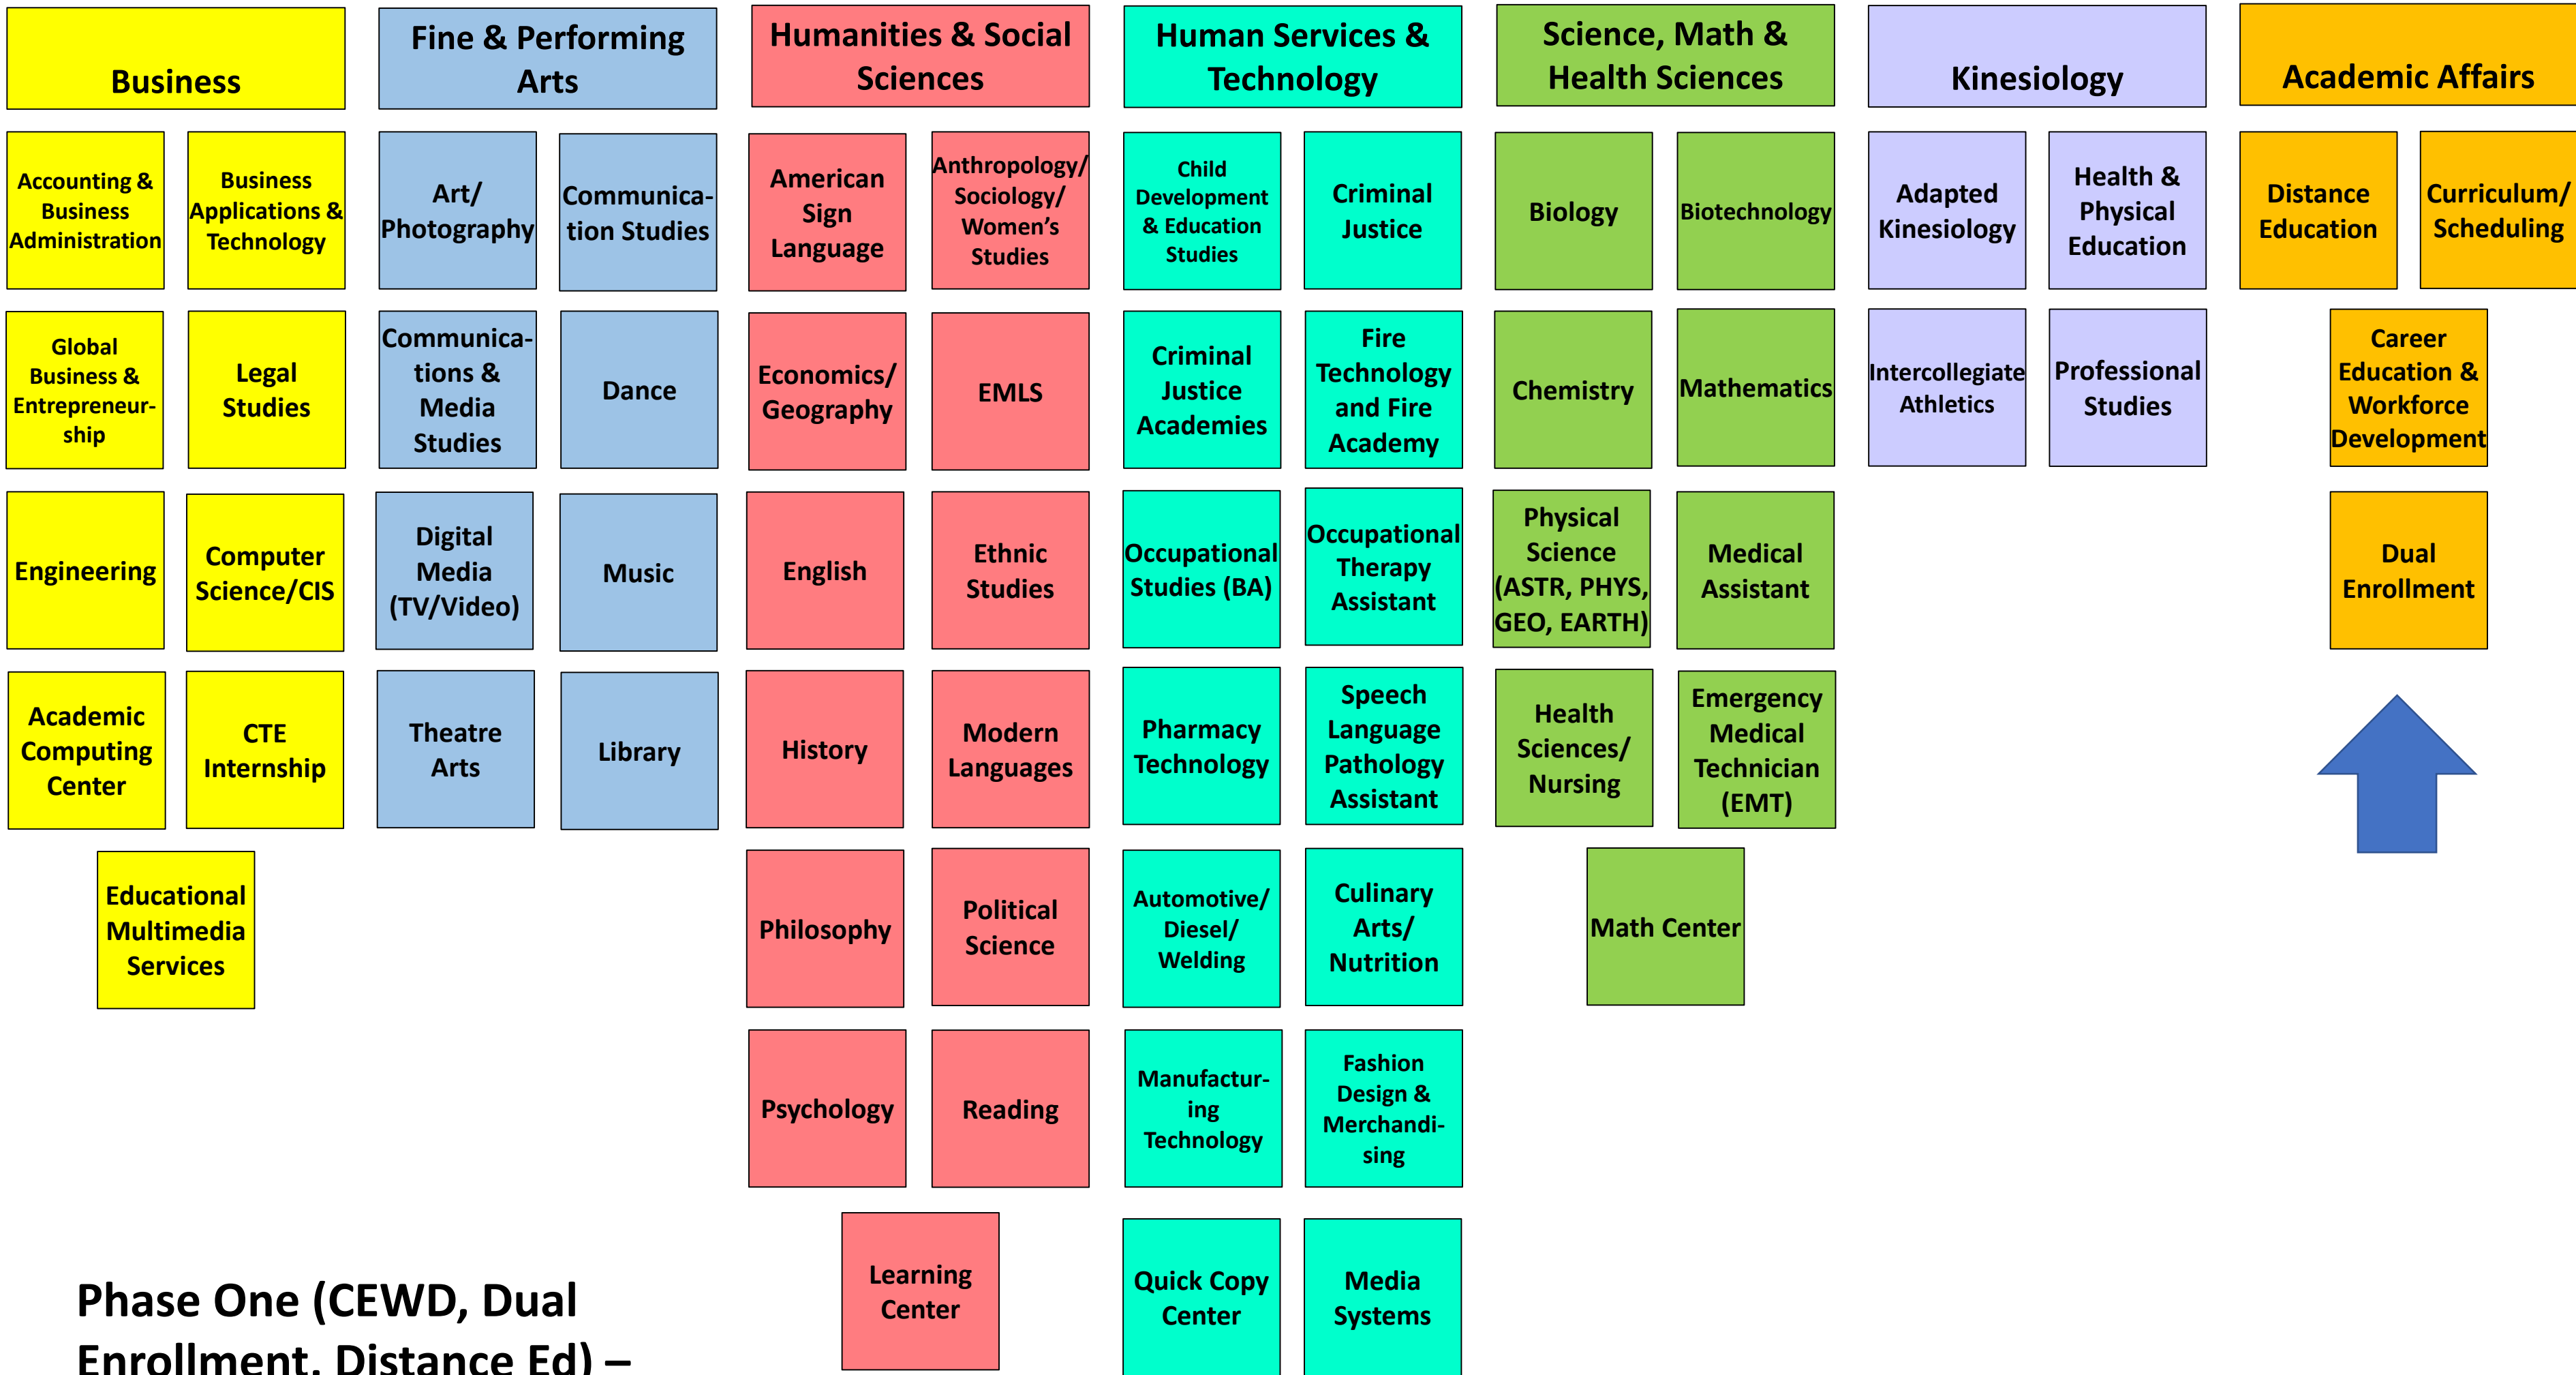 Business
Fine & Performing
Arts
Humanities & Social
Sciences
Human Services &
Technology
Science, Math &
Health Sciences
Kinesiology
Academic Affairs
Accounting &
Business
Administration
Business
Applications &
Technology
Art/
Photography
Communica-
tion Studies
American
Sign
Language
Anthropology/
Sociology/
Women's
Studies
Child
Development
& Education
Studies
Criminal
Justice
Biology
Biotechnology
Adapted
Kinesiology
Health &
Physical
Education
Distance
Education
Curriculum/
Scheduling
Global
Business &
Entrepreneur-
ship
Legal
Studies
Communica-
tions &
Media
Studies
Dance
Economics/
Geography
EMLS
Criminal
Justice
Academies
Fire
Technology
and Fire
Academy
Chemistry
Mathematics
Intercollegiate
Athletics
Professional
Studies
Career
Education &
Workforce
Development
Engineering
Computer
Science/CIS
Digital
Media
(TV/Video)
Music
English
Ethnic
Studies
Occupational
Studies (BA)
Occupational
Therapy
Assistant
Physical
Science
(ASTR, PHYS,
GEO, EARTH)
Medical
Assistant
Dual
Enrollment
Academic
Computing
Center
CTE
Internship
Theatre
Arts
Library
History
Modern
Languages
Pharmacy
Technology
Speech
Language
Pathology
Assistant
Health
Sciences/
Nursing
Emergency
Medical
Technician
(EMT)
Educational
Multimedia
Services
Philosophy
Political
Science
Automotive/
Diesel/
Welding
Culinary
Arts/
Nutrition
Math Center
Psychology
Reading
Manufactur-
ing
Technology
Fashion
Design &
Merchandi-
sing
Learning
Center
Quick Copy
Center
Media
Systems
Phase One (CEWD, Dual
Enrollment, Distance Ed) –